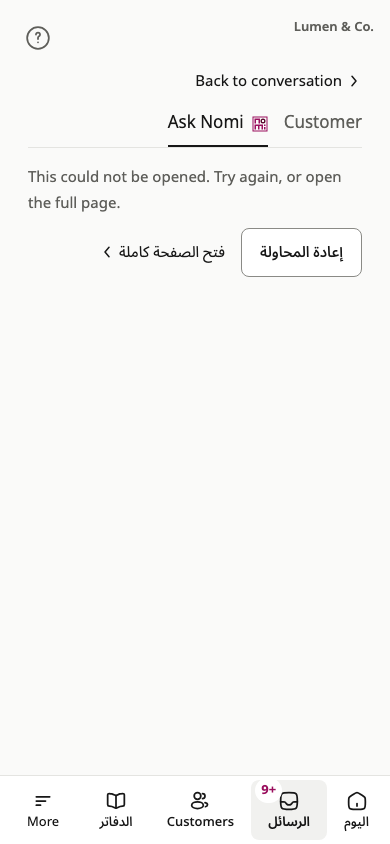 Lumen & Co.
Back to conversation
Customer
Ask Nomi
This could not be opened. Try again, or open
the full page.
إعادة المحاولة
فتح الصفحة كاملة
اليوم
9+
الرسائل
Customers
الدفاتر
More